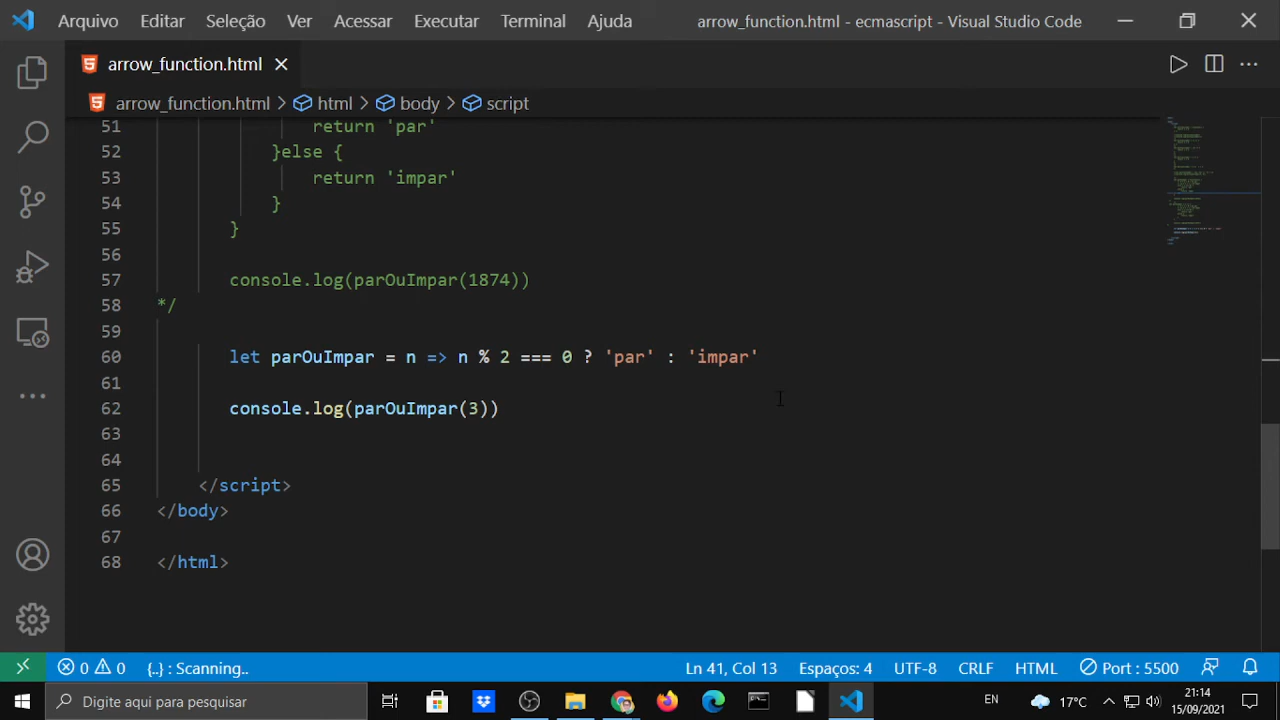 Arquivo Editar Seleção Ver Acessar Executar Terminal Ajuda arrow_function.html - ecmascript - Visual Studio Code
arrow_function.html
arrow_function.html > html > body > script
51 return 'par'
52 }else {
53 return 'impar'
54 }
55 }
56
57 console.log(parOuImpar(1874))
58 */
59
60 let parOuImpar = n => n % 2 === 0 ? 'par' : 'impar'
61
62 console.log(parOuImpar(3))
63
64
65 </script>
66 </body>
67
68 </html>
0 0 {..} : Scanning.. Ln 41, Col 13 Espaços: 4 UTF-8 CRLF HTML Port : 5500
Digite aqui para pesquisar EN 17°C 21:14
15/09/2021